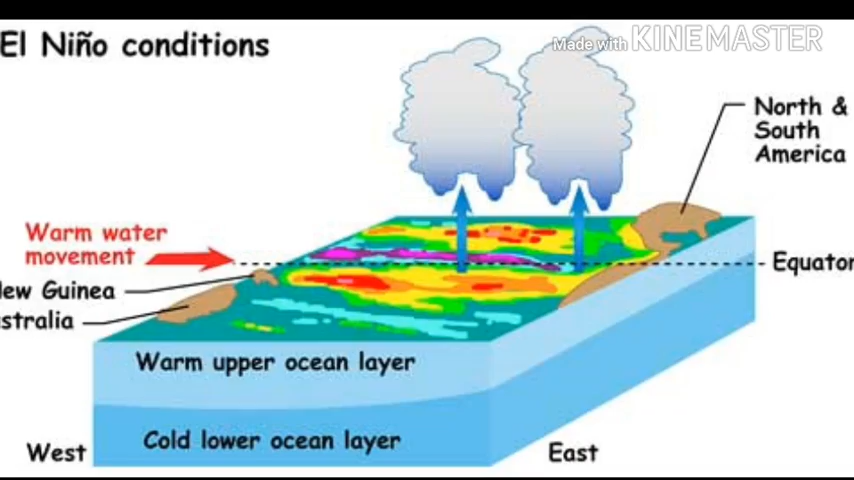 El Niño conditions
Made with KINEMASTER
North &
South
America
Warm water
movement
Equator
New Guinea
ustralia
Warm upper ocean layer
Cold lower ocean layer
West
East